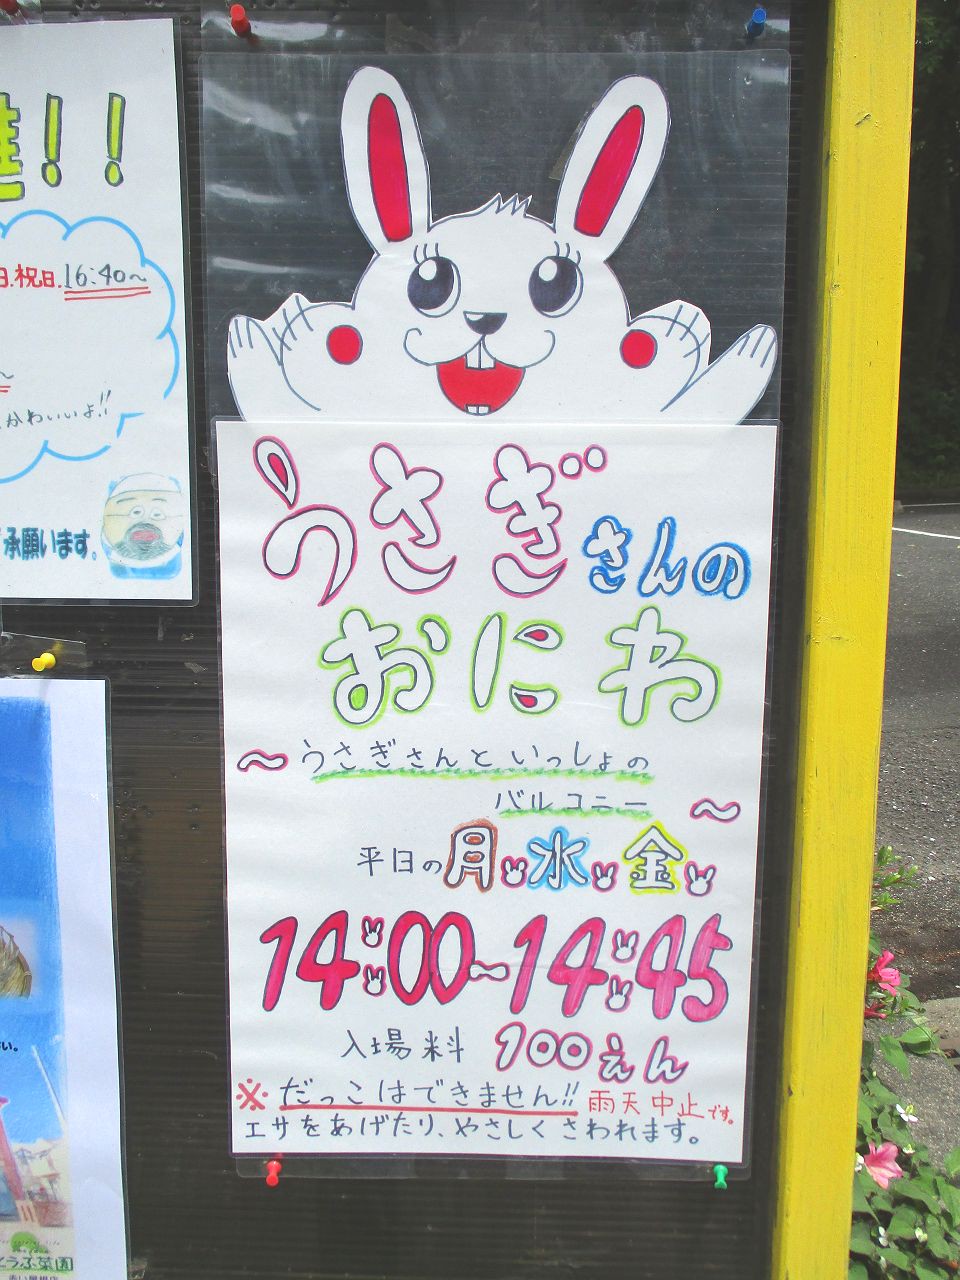 ！！
日.祝日.16:40～
かわいいよ!!
承願います。
うさぎさんの
おにわ
～うさぎさんといっしょの
バルコニー～
平日の月水金
14:00～14:45
入場料 100えん
※だっこはできません!! 雨天中止です。
エサをあげたり、やさしくさわれます。